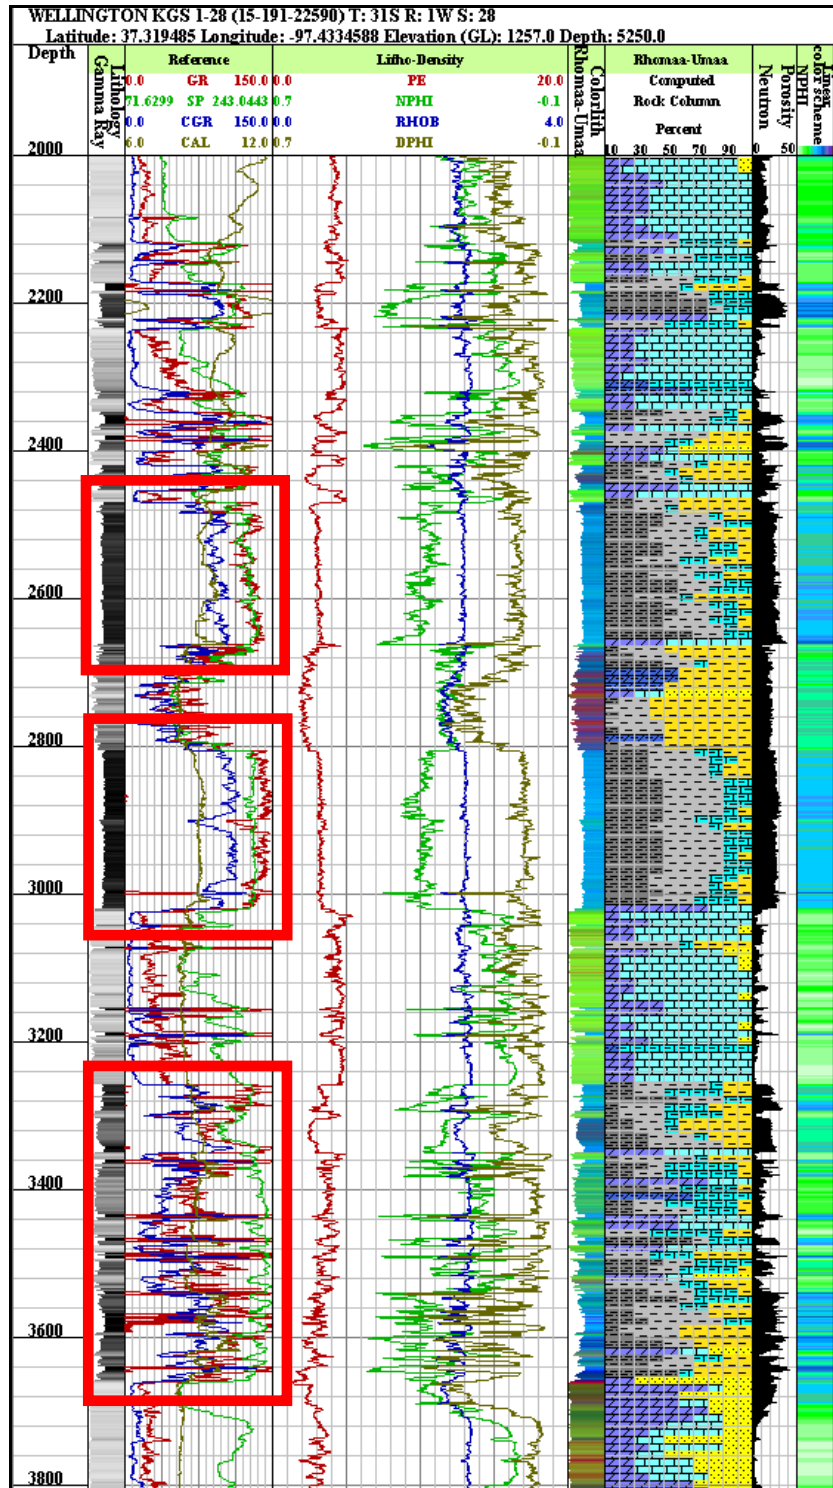 WELLINGTON KGS 1-28 (15-191-22590) T: 31S R: 1W S: 28
Latitude: 37.319485 Longitude: -97.4334588 Elevation (GL): 1257.0 Depth: 5250.0
Depth
Lithology
Gamma Ray
Reference
0.0 GR 150.0
71.6299 SP 243.0443
0.0 CGR 150.0
6.0 CAL 12.0
Litho-Density
0.0 PE 20.0
0.7 NPHI -0.1
0.0 RHOB 4.0
0.7 DPHI -0.1
Colorlith
Rhomaa-Umaa
Rhomaa-Umaa
Computed
Rock Column
Percent
10 30 50 70 90
Porosity
Neutron
0 50
color scheme
NPHI
2000
2200
2400
2600
2800
3000
3200
3400
3600
3800